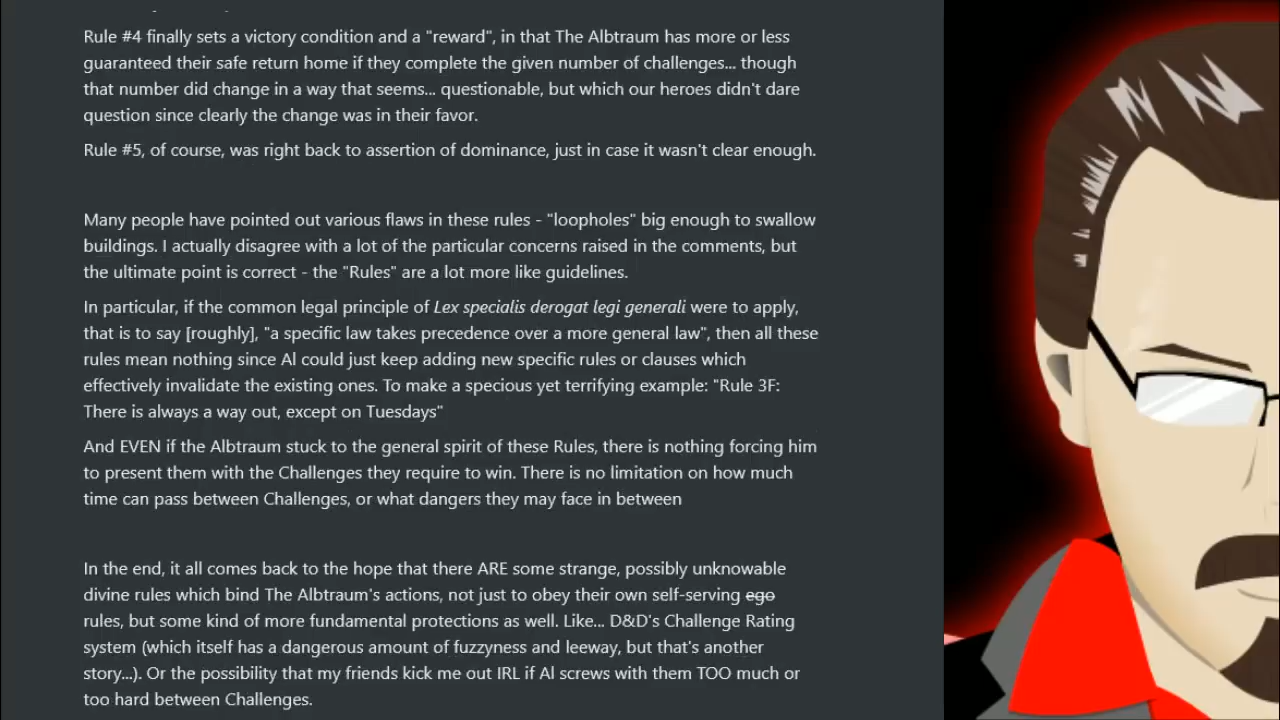 Rule #4 finally sets a victory condition and a "reward", in that The Albtraum has more or less
guaranteed their safe return home if they complete the given number of challenges... though
that number did change in a way that seems... questionable, but which our heroes didn't dare
question since clearly the change was in their favor.
Rule #5, of course, was right back to assertion of dominance, just in case it wasn't clear enough.
Many people have pointed out various flaws in these rules - "loopholes" big enough to swallow
buildings. I actually disagree with a lot of the particular concerns raised in the comments, but
the ultimate point is correct - the "Rules" are a lot more like guidelines.
In particular, if the common legal principle of Lex specialis derogat legi generali were to apply,
that is to say [roughly], "a specific law takes precedence over a more general law", then all these
rules mean nothing since Al could just keep adding new specific rules or clauses which
effectively invalidate the existing ones. To make a specious yet terrifying example: "Rule 3F:
There is always a way out, except on Tuesdays"
And EVEN if the Albtraum stuck to the general spirit of these Rules, there is nothing forcing him
to present them with the Challenges they require to win. There is no limitation on how much
time can pass between Challenges, or what dangers they may face in between
In the end, it all comes back to the hope that there ARE some strange, possibly unknowable
divine rules which bind The Albtraum's actions, not just to obey their own self-serving ego
rules, but some kind of more fundamental protections as well. Like... D&D's Challenge Rating
system (which itself has a dangerous amount of fuzzyness and leeway, but that's another
story...). Or the possibility that my friends kick me out IRL if Al screws with them TOO much or
too hard between Challenges.